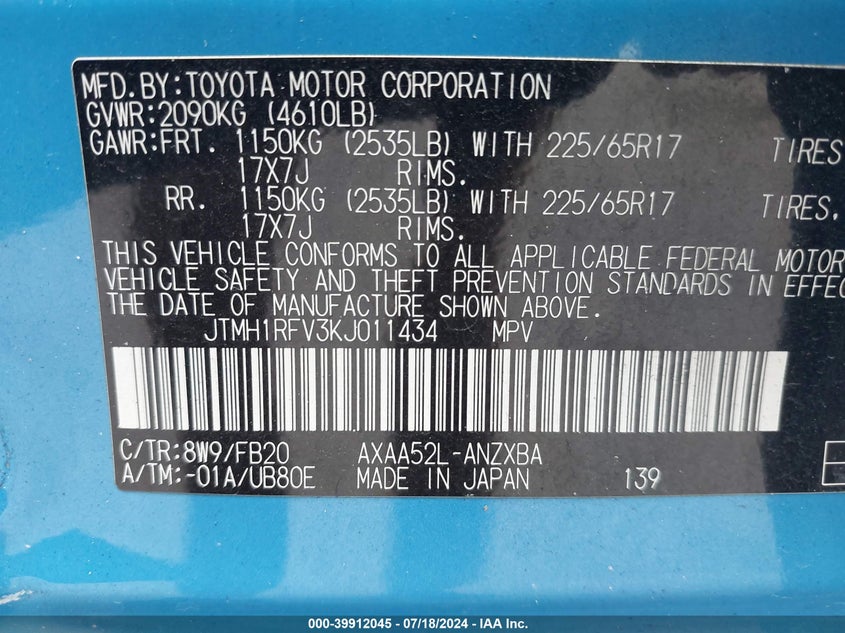 MFD.BY:TOYOTA MOTOR CORPORATION
GVWR:2090KG (4610LB)
GAWR:FRT. 1150KG (2535LB) WITH 225/65R17 TIRES
17X7J RIMS.
RR. 1150KG (2535LB) WITH 225/65R17 TIRES.
17X7J RIMS.
THIS VEHICLE CONFORMS TO ALL APPLICABLE FEDERAL MOTOR
VEHICLE SAFETY AND THEFT PREVENTION STANDARDS IN EFFEC
THE DATE OF MANUFACTURE SHOWN ABOVE.
JTMH1RFV3KJ011434 MPV
C/TR:8W9/FB20 AXAA52L-ANZXBA
A/TM:-01A/UB80E MADE IN JAPAN 139
000-39912045 - 07/18/2024 - IAA Inc.